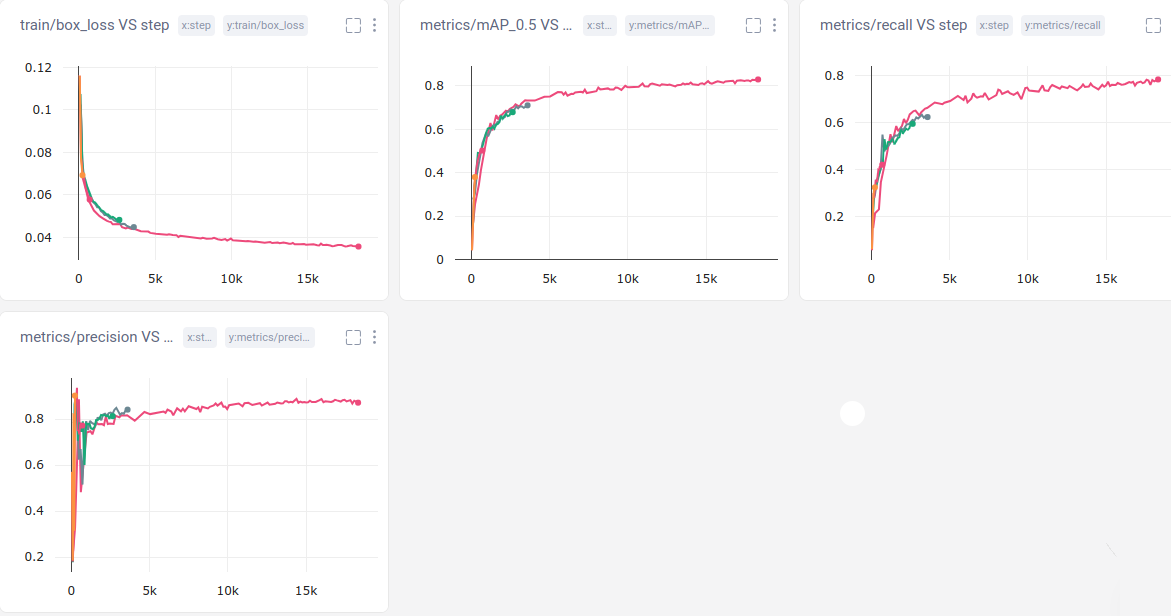 train/box_loss VS step x:step y:train/box_loss
0.12
0.1
0.08
0.06
0.04
0 5k 10k 15k
metrics/mAP_0.5 VS ... x:st... y:metrics/mAP...
0.8
0.6
0.4
0.2
0
0 5k 10k 15k
metrics/recall VS step x:step y:metrics/recall
0.8
0.6
0.4
0.2
0 5k 10k 15k
metrics/precision VS ... x:st... y:metrics/preci...
0.8
0.6
0.4
0.2
0 5k 10k 15k